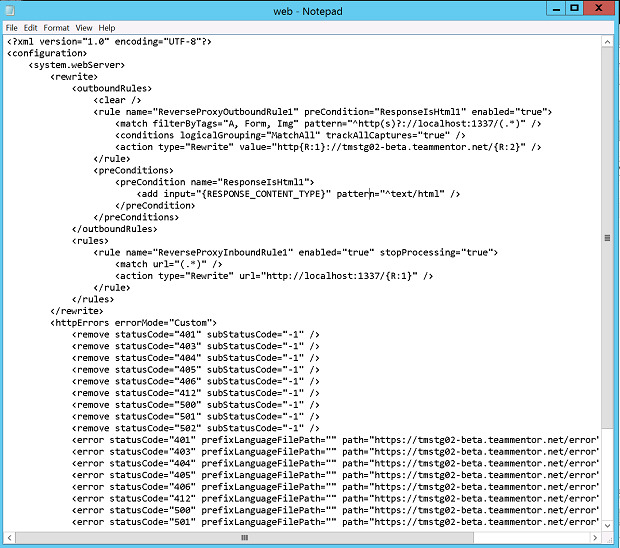 web - Notepad
File Edit Format View Help
<?xml version="1.0" encoding="UTF-8"?>
<configuration>
<system.webServer>
<rewrite>
<outboundRules>
<clear />
<rule name="ReverseProxyOutboundRule1" preCondition="ResponseIsHtml1" enabled="true">
<match filterByTags="A, Form, Img" pattern="^http(s)?://localhost:1337/(.*)" />
<conditions logicalGrouping="MatchAll" trackAllCaptures="true" />
<action type="Rewrite" value="http{R:1}://tmstg02-beta.teammentor.net/{R:2}" />
</rule>
<preConditions>
<preCondition name="ResponseIsHtml1">
<add input="{RESPONSE_CONTENT_TYPE}" pattern="^text/html" />
</preCondition>
</preConditions>
</outboundRules>
<rules>
<rule name="ReverseProxyInboundRule1" enabled="true" stopProcessing="true">
<match url="(.*)" />
<action type="Rewrite" url="http://localhost:1337/{R:1}" />
</rule>
</rules>
</rewrite>
<httpErrors errorMode="Custom">
<remove statusCode="401" subStatusCode="-1" />
<remove statusCode="403" subStatusCode="-1" />
<remove statusCode="404" subStatusCode="-1" />
<remove statusCode="405" subStatusCode="-1" />
<remove statusCode="406" subStatusCode="-1" />
<remove statusCode="412" subStatusCode="-1" />
<remove statusCode="500" subStatusCode="-1" />
<remove statusCode="501" subStatusCode="-1" />
<remove statusCode="502" subStatusCode="-1" />
<error statusCode="401" prefixLanguageFilePath="" path="https://tmstg02-beta.teammentor.net/error"
<error statusCode="403" prefixLanguageFilePath="" path="https://tmstg02-beta.teammentor.net/error"
<error statusCode="404" prefixLanguageFilePath="" path="https://tmstg02-beta.teammentor.net/error"
<error statusCode="405" prefixLanguageFilePath="" path="https://tmstg02-beta.teammentor.net/error"
<error statusCode="406" prefixLanguageFilePath="" path="https://tmstg02-beta.teammentor.net/error"
<error statusCode="412" prefixLanguageFilePath="" path="https://tmstg02-beta.teammentor.net/error"
<error statusCode="500" prefixLanguageFilePath="" path="https://tmstg02-beta.teammentor.net/error"
<error statusCode="501" prefixLanguageFilePath="" path="https://tmstg02-beta.teammentor.net/error"